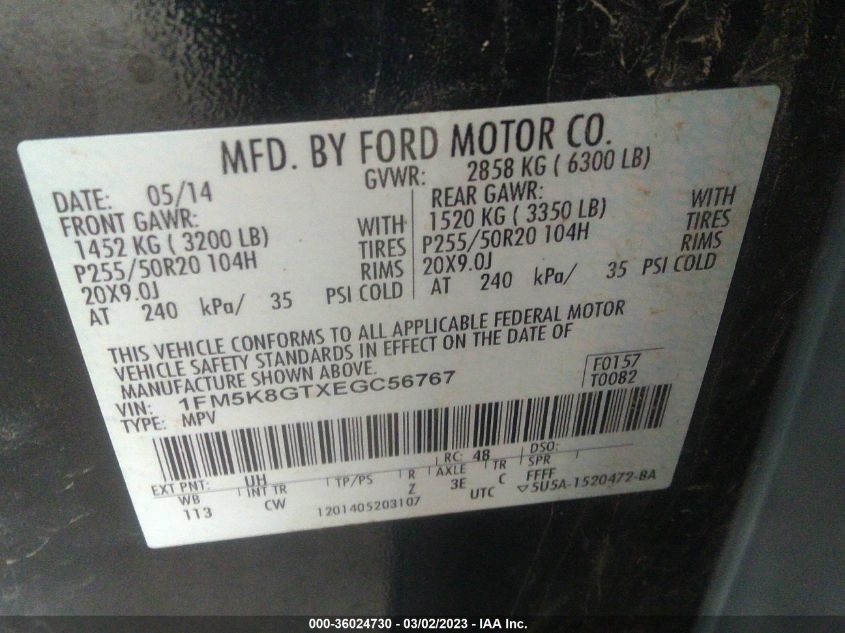 MFD. BY FORD MOTOR CO.
DATE: 05/14 GVWR: 2858 KG ( 6300 LB)
FRONT GAWR: REAR GAWR:
1452 KG ( 3200 LB) WITH 1520 KG ( 3350 LB) WITH
P255/50R20 104H TIRES P255/50R20 104H TIRES
20X9.0J RIMS 20X9.0J RIMS
AT 240 kPa/ 35 PSI COLD AT 240 kPa/ 35 PSI COLD
THIS VEHICLE CONFORMS TO ALL APPLICABLE FEDERAL MOTOR
VEHICLE SAFETY STANDARDS IN EFFECT ON THE DATE OF
MANUFACTURE SHOWN ABOVE.
VIN: 1FM5K8GTXEGC56767 F0157
TYPE: MPV T0082
EXT PNT: UH RC: 48 DSO:
WB INT TR TP/PS R AXLE TR SPR
113 CW Z 3E C FFFF
1201405203107 UTC ▽5U5A-1520472-BA
000-36024730 - 03/02/2023 - IAA Inc.